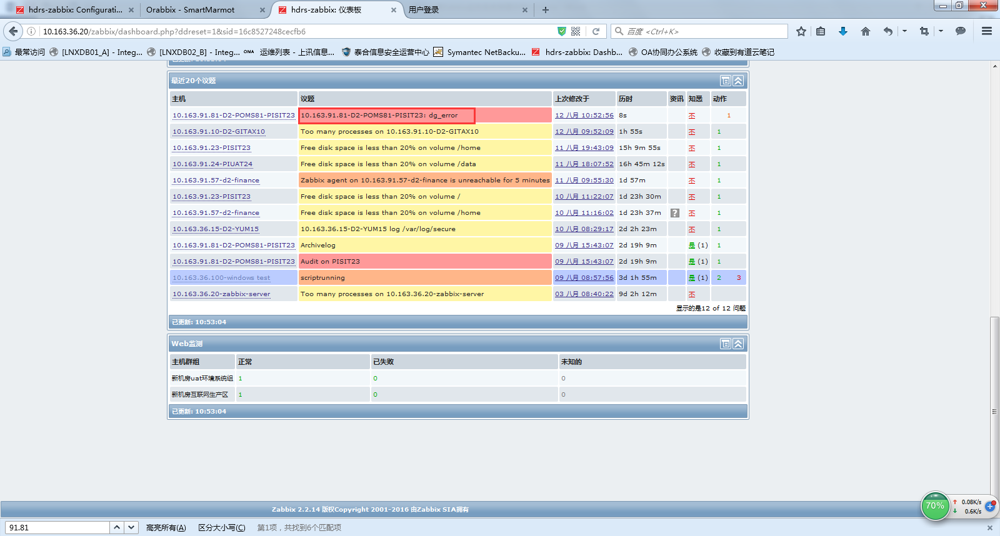 hdrs-zabbix: Configurati...
Orabbix - SmartMarmot
hdrs-zabbix: 仪表板
用户登录
10.163.36.20/zabbix/dashboard.php?ddreset=1&sid=16c8527248cecfb6
百度 <Ctrl+K>
最常访问 [LNXDB01_A] - Integ... [LNXDB02_B] - Integ... OMA 运维列表 - 上讯信息... 泰合信息安全运营中心 Symantec NetBacku... hdrs-zabbix: Dashb... OA协同办公系统 收藏到有道云笔记
最近20个议题
主机 议题 上次修改于 历时 资讯 知悉 动作
10.163.91.81-D2-POMS81-PISIT23 10.163.91.81-D2-POMS81-PISIT23: dg_error 12 八月 10:52:56 8s 不 1
10.163.91.10-D2-GITAX10 Too many processes on 10.163.91.10-D2-GITAX10 12 八月 09:52:09 1h 55s 不 1
10.163.91.23-PISIT23 Free disk space is less than 20% on volume /home 11 八月 19:43:09 15h 9m 55s 不 1
10.163.91.24-PIUAT24 Free disk space is less than 20% on volume /data 11 八月 18:07:52 16h 45m 12s 不 1
10.163.91.57-d2-finance Zabbix agent on 10.163.91.57-d2-finance is unreachable for 5 minutes 11 八月 09:55:30 1d 57m 不 1
10.163.91.23-PISIT23 Free disk space is less than 20% on volume / 10 八月 11:22:07 1d 23h 30m 不 1
10.163.91.57-d2-finance Free disk space is less than 20% on volume /home 10 八月 11:16:02 1d 23h 37m ? 不 1
10.163.36.15-D2-YUM15 10.163.36.15-D2-YUM15 log /var/log/secure 10 八月 08:29:17 2d 2h 23m 不 1
10.163.91.81-D2-POMS81-PISIT23 Archivelog 09 八月 15:43:07 2d 19h 9m 是 (1) 1
10.163.91.81-D2-POMS81-PISIT23 Audit on PISIT23 09 八月 15:43:07 2d 19h 9m 是 (1) 1
10.163.36.100-windows test scriptrunning 09 八月 08:57:56 3d 1h 55m 是 (1) 2 3
10.163.36.20-zabbix-server Too many processes on 10.163.36.20-zabbix-server 03 八月 08:40:22 9d 2h 12m 不
显示的是12 of 12 问题
已更新: 10:53:04
Web监测
主机群组 正常 已失败 未知的
新机房uat环境系统组 1 0 0
新机房互联网生产区 1 0 0
已更新: 10:53:04
Zabbix 2.2.14 版权Copyright 2001-2016 由Zabbix SIA拥有
70%
0.08K/s
0.6K/s
91.81 高亮所有(A) 区分大小写(C) 第1项，共找到6个匹配项